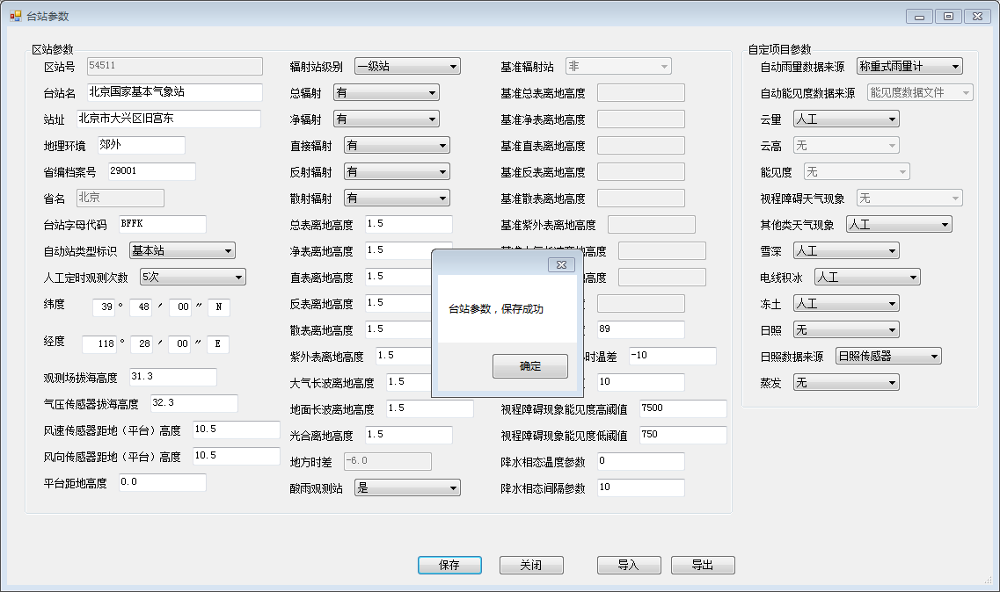 台站参数
区站参数
区站号 54511
台站名 北京国家基本气象站
站址 北京市大兴区旧宫东
地理环境 郊外
省编档案号 29001
省名 北京
台站字母代码 BFFK
自动站类型标识 基本站
人工定时观测次数 5次
纬度 39 ° 48 ′ 00 ″ N
经度 118 ° 28 ′ 00 ″ E
观测场拔海高度 31.3
气压传感器拔海高度 32.3
风速传感器距地（平台）高度 10.5
风向传感器距地（平台）高度 10.5
平台距地高度 0.0
辐射站级别 一级站
总辐射 有
净辐射 有
直接辐射 有
反射辐射 有
散射辐射 有
总表离地高度 1.5
净表离地高度 1.5
直表离地高度 1.5
反表离地高度 1.5
散表离地高度 1.5
紫外表离地高度 1.5
大气长波离地高度 1.5
地面长波离地高度 1.5
光合离地高度 1.5
地方时差 -6.0
酸雨观测站 是
基准辐射站 非
基准总表离地高度
基准净表离地高度
基准直表离地高度
基准反表离地高度
基准散表离地高度
基准紫外表离地高度
离地高度
高度
89
时温差 -10
10
视程障碍现象能见度高阈值 7500
视程障碍现象能见度低阈值 750
降水相态温度参数 0
降水相态间隔参数 10
台站参数，保存成功
确定
自定项目参数
自动雨量数据来源 称重式雨量计
自动能见度数据来源 能见度数据文件
云量 人工
云高 无
能见度 无
视程障碍天气现象 无
其他类天气现象 人工
雪深 人工
电线积冰 人工
冻土 人工
日照 无
日照数据来源 日照传感器
蒸发 无
保存
关闭
导入
导出